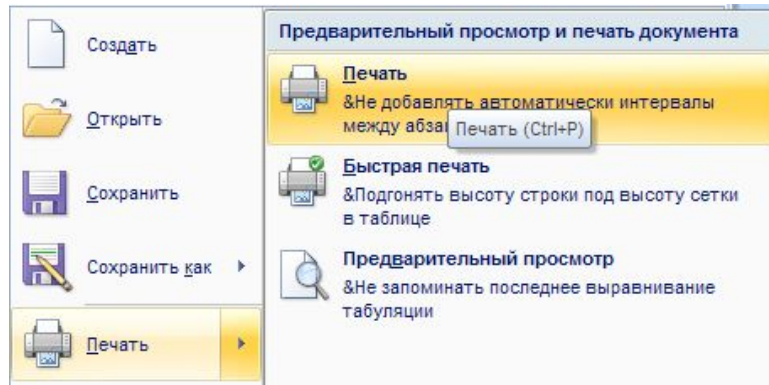 Создать
Открыть
Сохранить
Сохранить как
Печать
Предварительный просмотр и печать документа
Печать
&Не добавлять автоматически интервалы
между абза
Печать (Ctrl+P)
Быстрая печать
&Подгонять высоту строки под высоту сетки
в таблице
Предварительный просмотр
&Не запоминать последнее выравнивание
табуляции